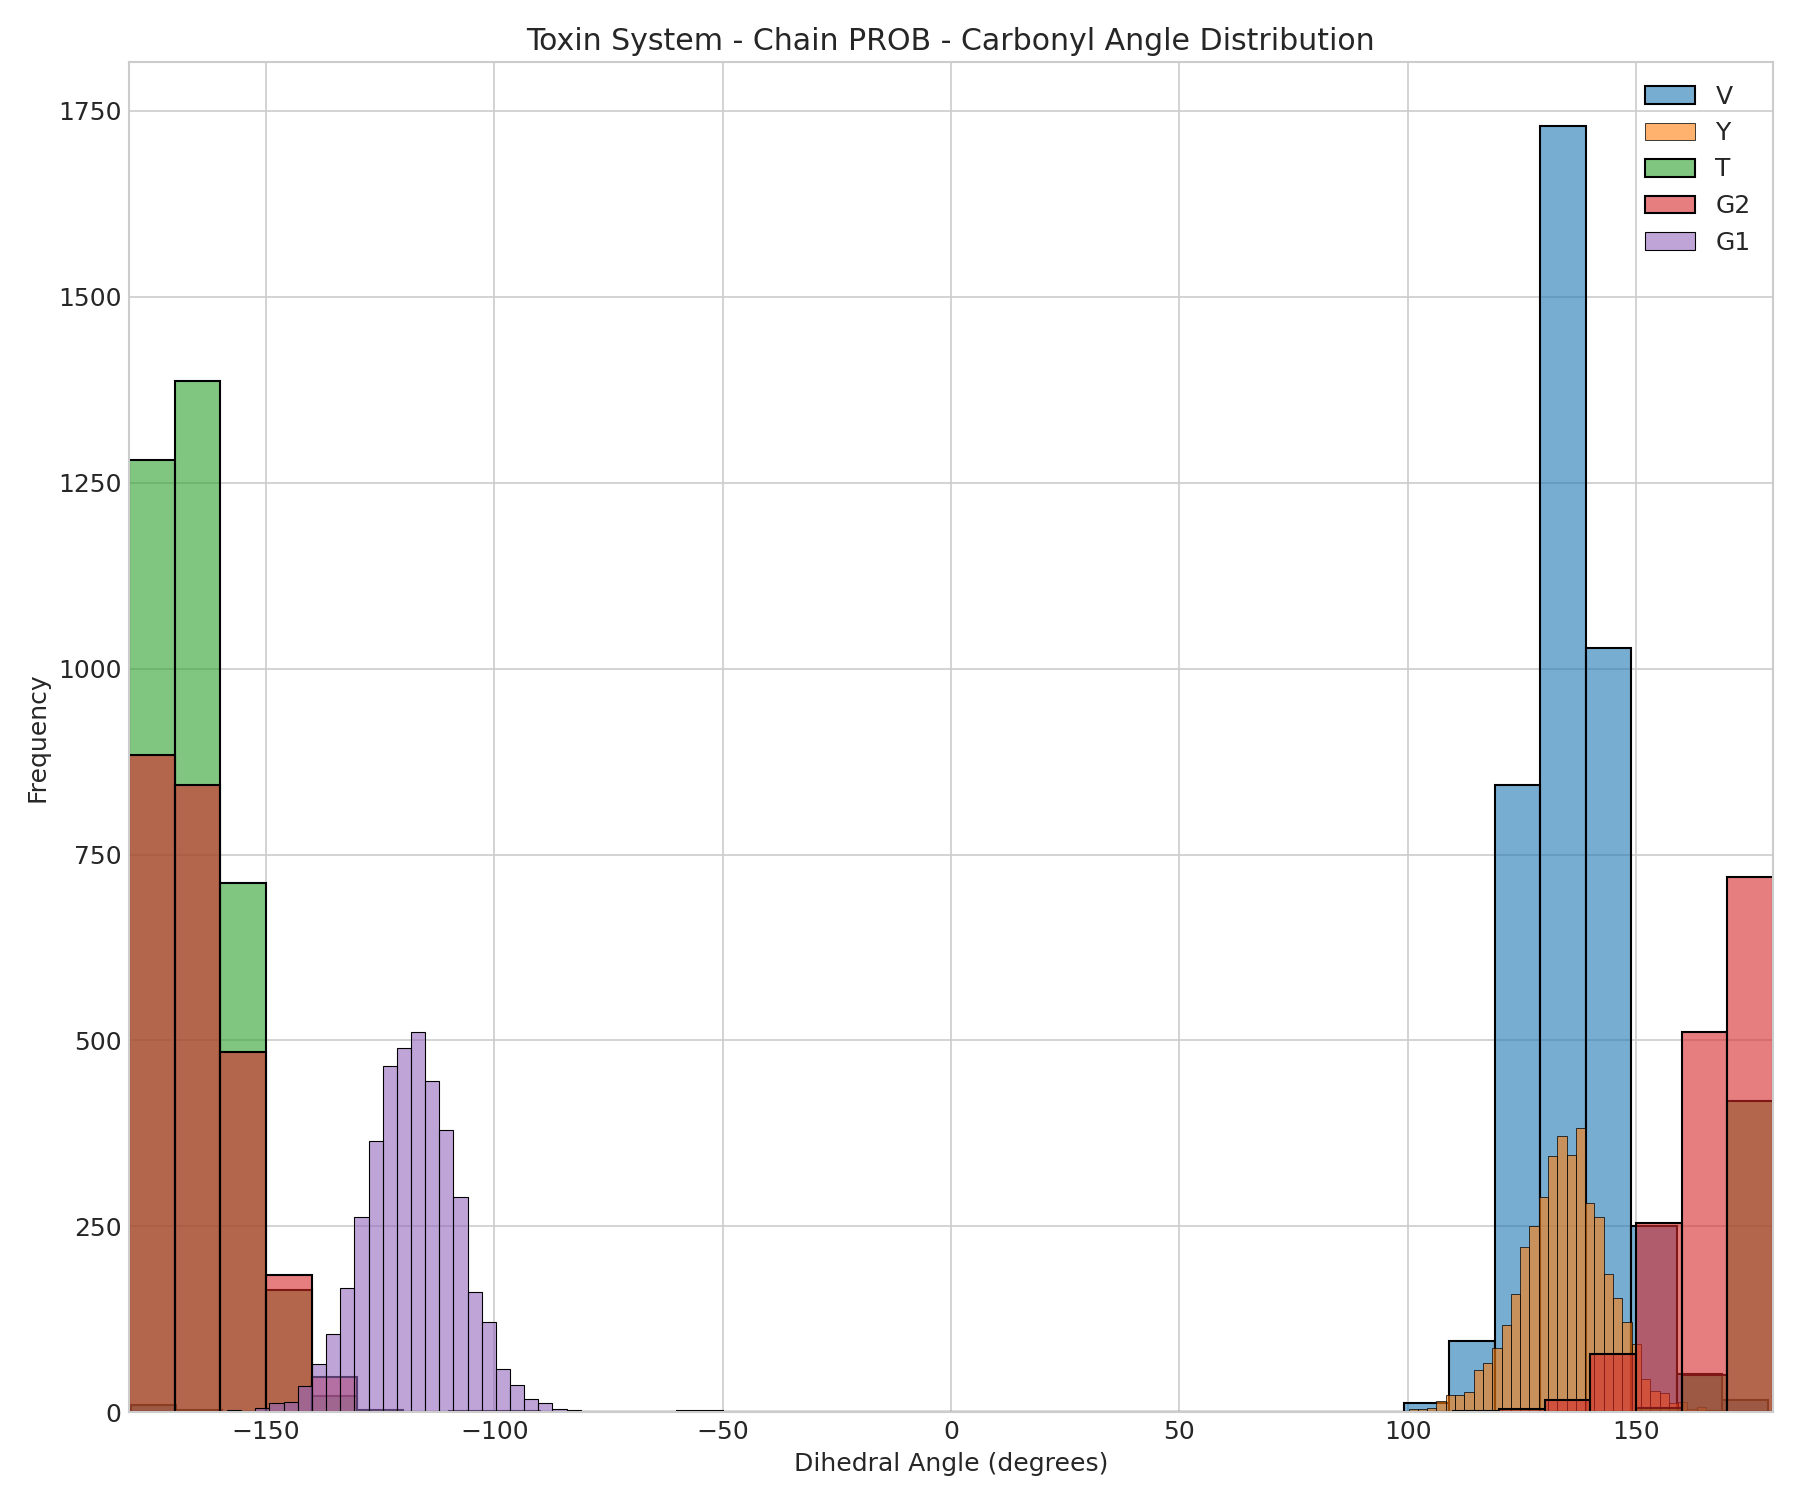 Toxin System - Chain PROB - Carbonyl Angle Distribution
V
Y
T
G2
G1
1750
1500
1250
1000
750
500
250
0
Frequency
−150
−100
−50
0
50
100
150
Dihedral Angle (degrees)